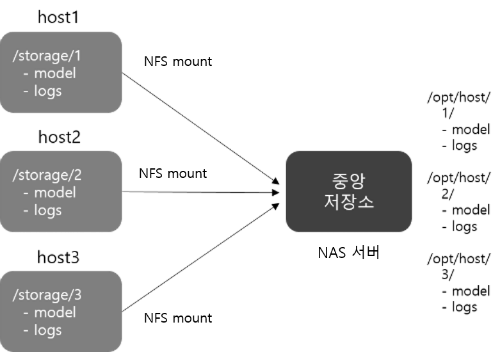 host1
/storage/1
- model
- logs
NFS mount
host2
/storage/2
- model
- logs
NFS mount
host3
/storage/3
- model
- logs
NFS mount
중앙
저장소
NAS 서버
/opt/host/
1/
- model
- logs
/opt/host/
2/
- model
- logs
/opt/host/
3/
- model
- logs